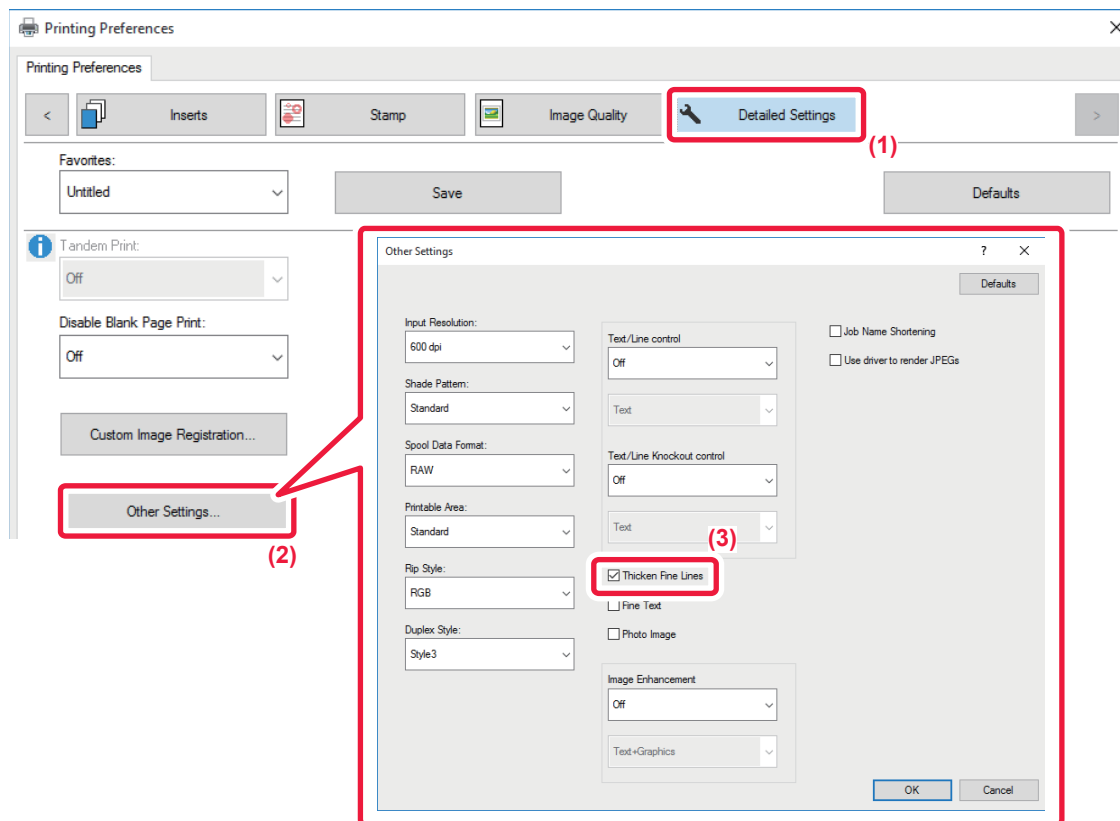 Printing Preferences
Printing Preferences
< Inserts Stamp Image Quality Detailed Settings >
(1)
Favorites:
Untitled Save Defaults
Tandem Print:
Off
Disable Blank Page Print:
Off
Custom Image Registration...
Other Settings...
(2)
Other Settings ? ×
Defaults
Input Resolution:
600 dpi
Shade Pattern:
Standard
Spool Data Format:
RAW
Printable Area:
Standard
Rip Style:
RGB
Duplex Style:
Style3
Text/Line control
Off
Text
Text/Line Knockout control
Off
Text
(3)
Thicken Fine Lines
Fine Text
Photo Image
Image Enhancement
Off
Text+Graphics
Job Name Shortening
Use driver to render JPEGs
OK Cancel